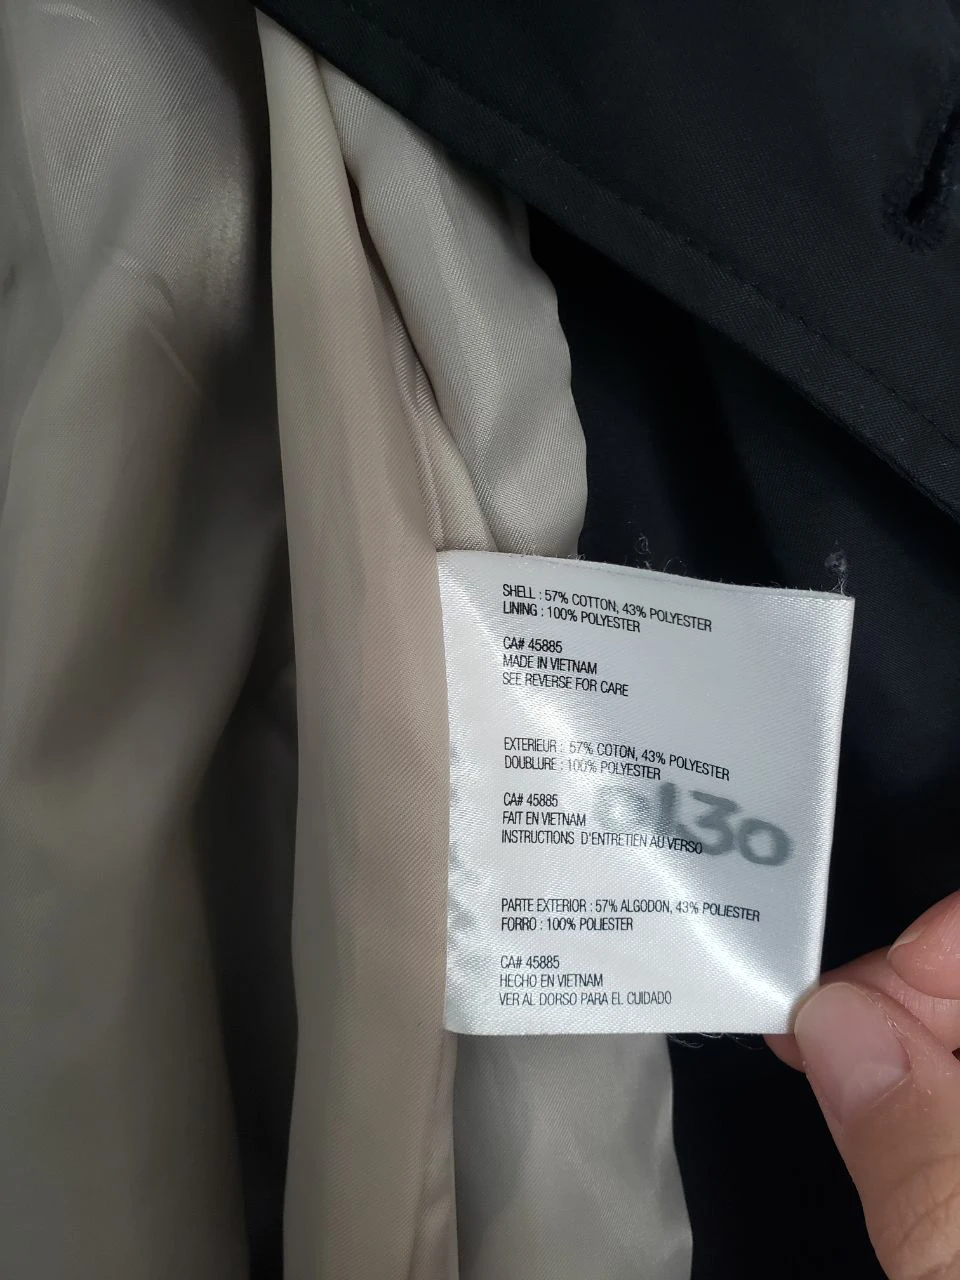 SHELL : 57% COTTON, 43% POLYESTER
LINING : 100% POLYESTER
CA# 45885
MADE IN VIETNAM
SEE REVERSE FOR CARE
EXTERIEUR : 57% COTON, 43% POLYESTER
DOUBLURE : 100% POLYESTER
CA# 45885
FAIT EN VIETNAM
INSTRUCTIONS D'ENTRETIEN AU VERSO
PARTE EXTERIOR : 57% ALGODON, 43% POLIESTER
FORRO : 100% POLIESTER
CA# 45885
HECHO EN VIETNAM
VER AL DORSO PARA EL CUIDADO